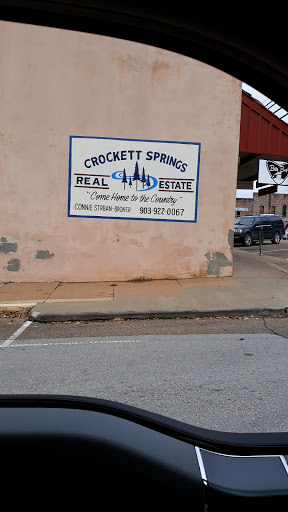 CROCKETT SPRINGS
REAL ESTATE
"Come Home to the Country"
CONNIE STRBAN-BROKER 903-922-0067